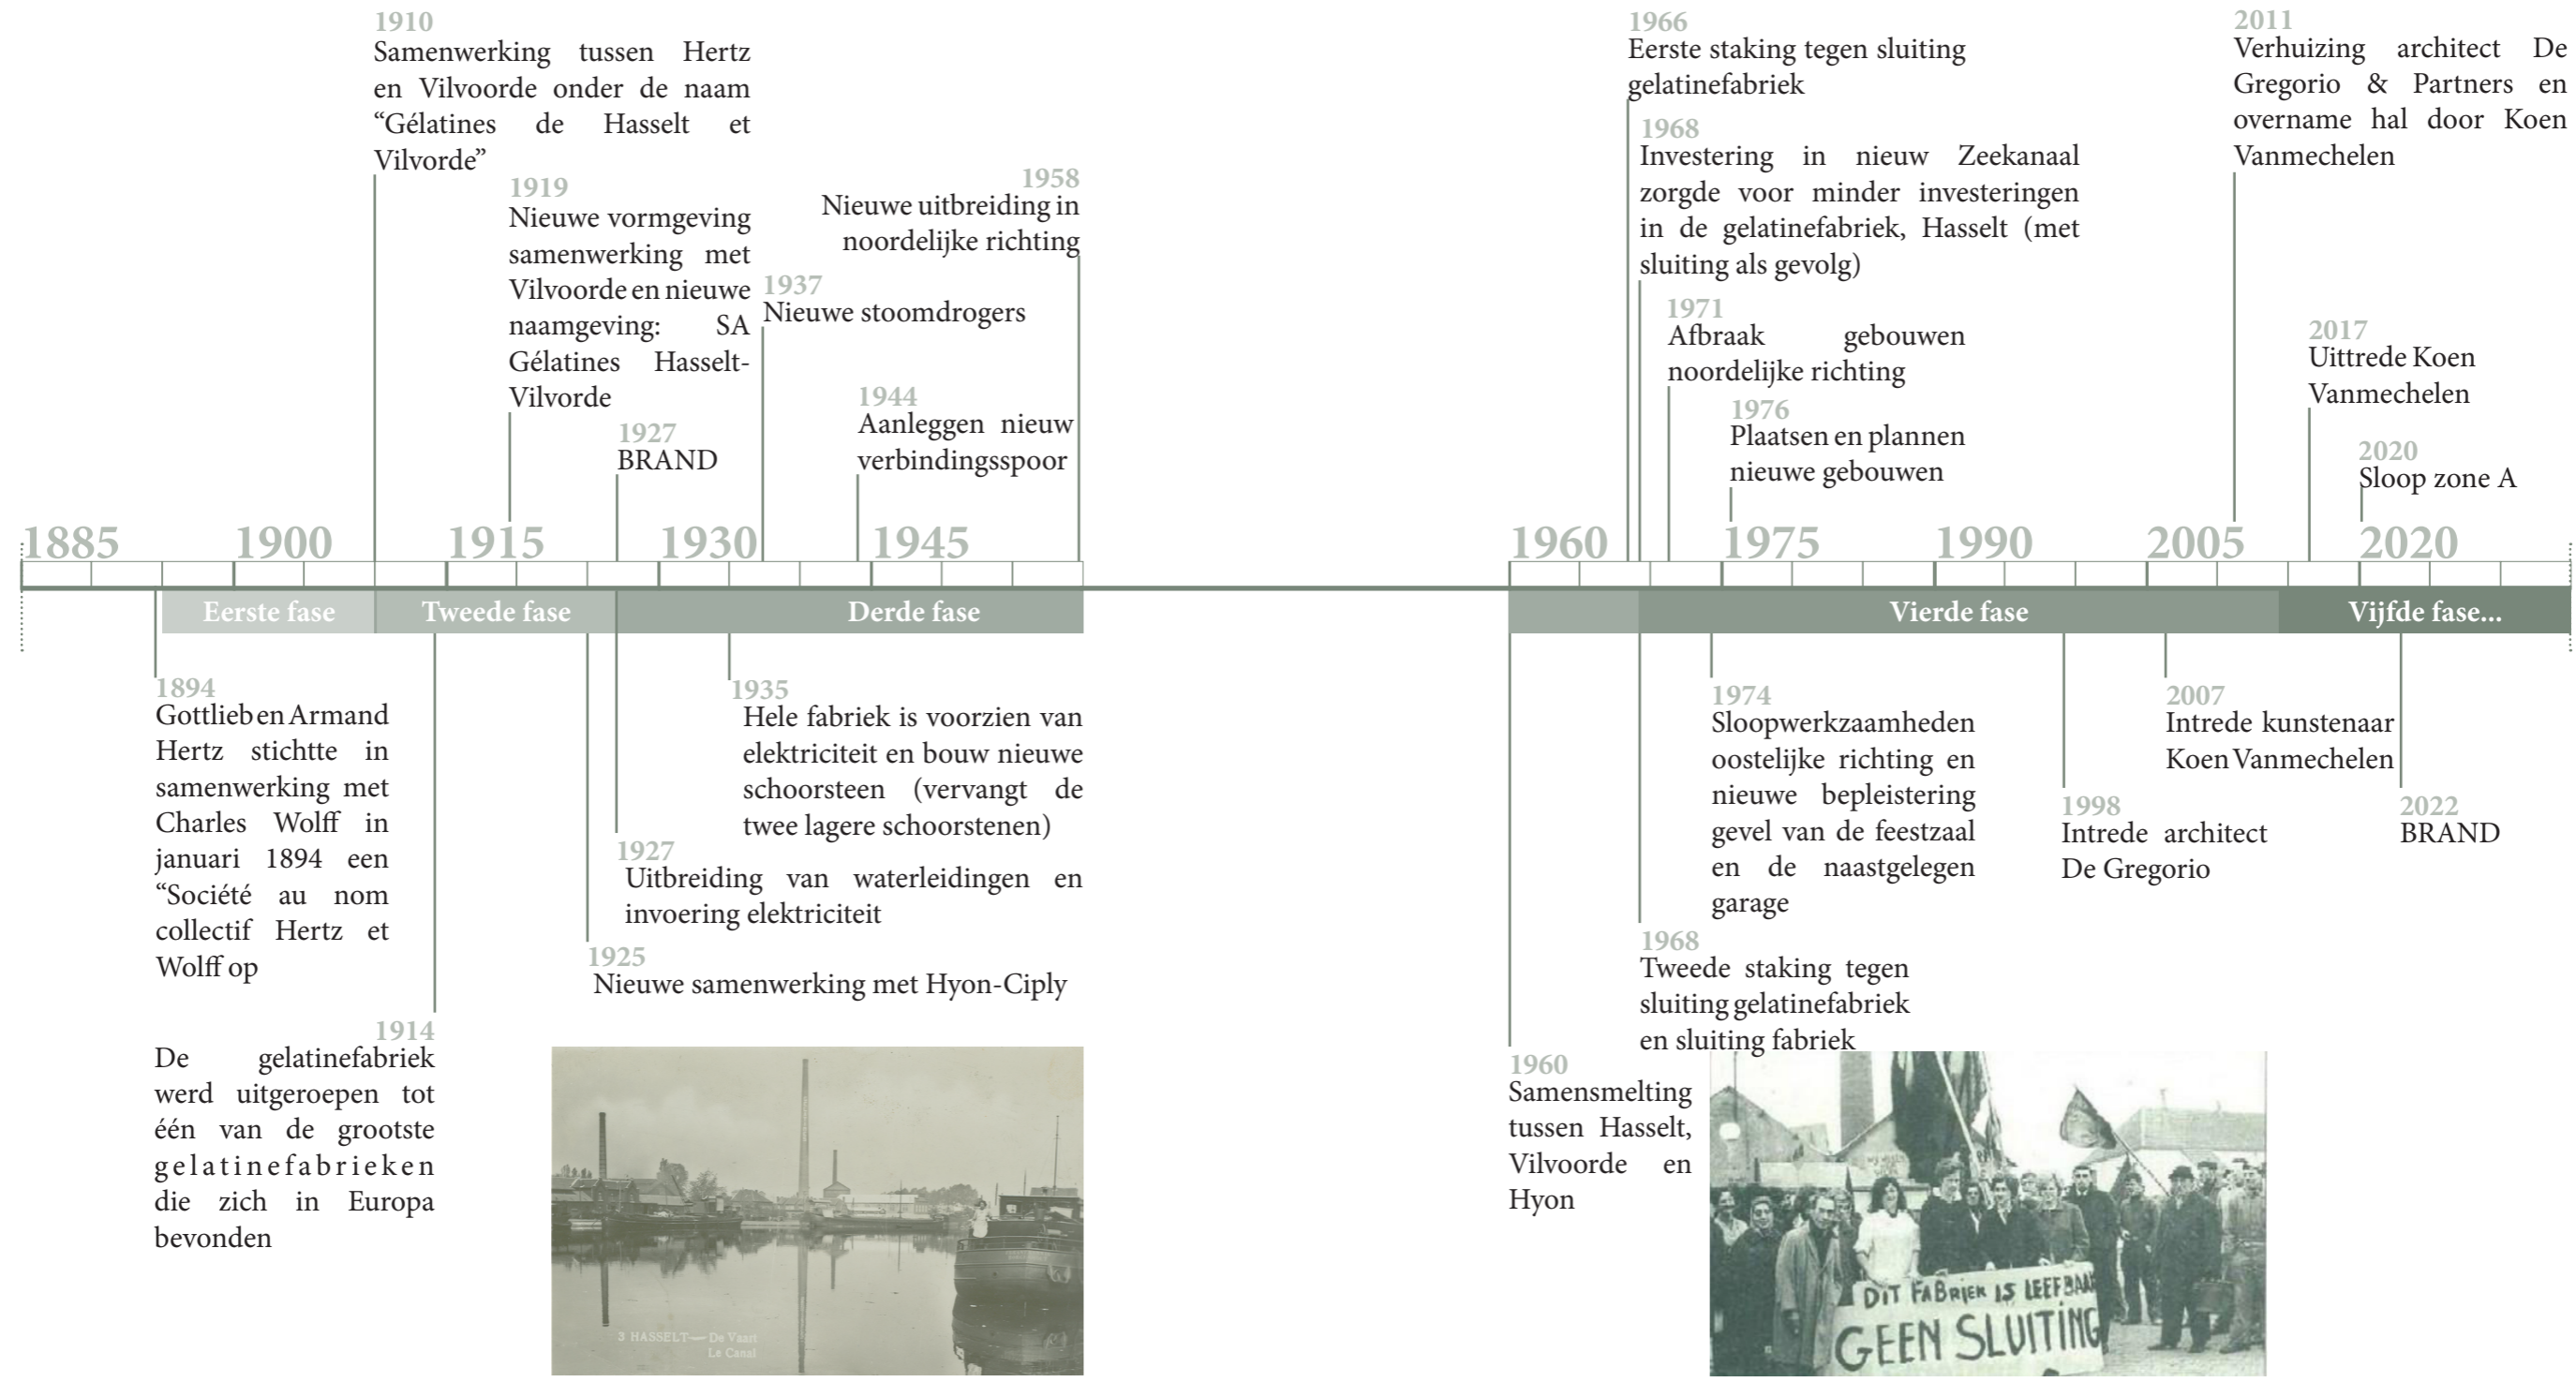 1910
Samenwerking tussen Hertz
en Vilvoorde onder de naam
“Gélatines de Hasselt et
Vilvorde”
1919
Nieuwe vormgeving
samenwerking met
Vilvoorde en nieuwe
naamgeving: SA
Gélatines Hasselt-
Vilvorde
1927
BRAND
1937
Nieuwe stoomdrogers
1944
Aanleggen nieuw
verbindingsspoor
1958
Nieuwe uitbreiding in
noordelijke richting
1966
Eerste staking tegen sluiting
gelatinefabriek
1968
Investering in nieuw Zeekanaal
zorgde voor minder investeringen
in de gelatinefabriek, Hasselt (met
sluiting als gevolg)
1971
Afbraak gebouwen
noordelijke richting
1976
Plaatsen en plannen
nieuwe gebouwen
2011
Verhuizing architect De
Gregorio & Partners en
overname hal door Koen
Vanmechelen
2017
Uittrede Koen
Vanmechelen
2020
Sloop zone A
1885 1900 1915 1930 1945 1960 1975 1990 2005 2020
Eerste fase Tweede fase Derde fase Vierde fase Vijfde fase...
1894
Gottlieb en Armand
Hertz stichtte in
samenwerking met
Charles Wolff in
januari 1894 een
“Société au nom
collectif Hertz et
Wolff op
1914
De gelatinefabriek
werd uitgeroepen tot
één van de grootste
gelatinefabrieken
die zich in Europa
bevonden
1935
Hele fabriek is voorzien van
elektriciteit en bouw nieuwe
schoorsteen (vervangt de
twee lagere schoorstenen)
1927
Uitbreiding van waterleidingen en
invoering elektriciteit
1925
Nieuwe samenwerking met Hyon-Ciply
3 HASSELT — De Vaart
Le Canal
1960
Samensmelting
tussen Hasselt,
Vilvoorde en
Hyon
1968
Tweede staking tegen
sluiting gelatinefabriek
en sluiting fabriek
1974
Sloopwerkzaamheden
oostelijke richting en
nieuwe bepleistering
gevel van de feestzaal
en de naastgelegen
garage
1998
Intrede architect
De Gregorio
2007
Intrede kunstenaar
Koen Vanmechelen
2022
BRAND
DIT FABRIEK IS LEEFBAAR
GEEN SLUITING